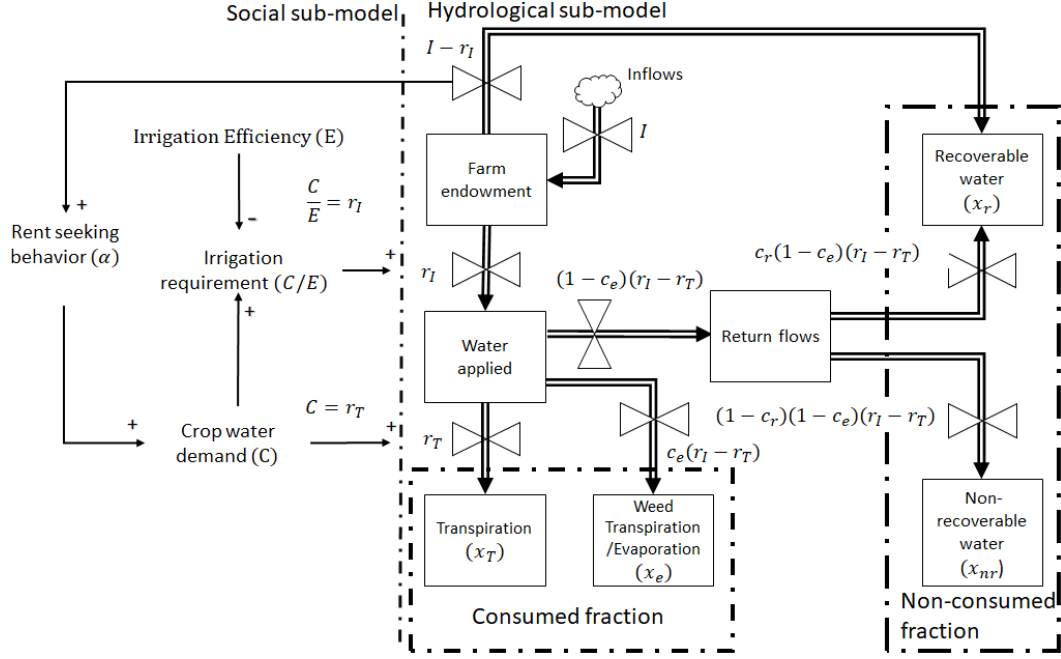 Social sub-model
Hydrological sub-model
I − r_I
Inflows
I
Irrigation Efficiency (E)
Farm
endowment
Recoverable
water
(x_r)
+
-
C/E = r_I
Rent seeking
behavior (α)
Irrigation
requirement (C/E)
+
+
r_I
(1 − c_e)(r_I − r_T)
c_r(1 − c_e)(r_I − r_T)
Water
applied
Return flows
C = r_T
+
+
Crop water
demand (C)
r_T
c_e(r_I − r_T)
(1 − c_r)(1 − c_e)(r_I − r_T)
Transpiration
(x_T)
Weed
Transpiration
/Evaporation
(x_e)
Non-
recoverable
water
(x_nr)
Consumed fraction
Non-consumed
fraction